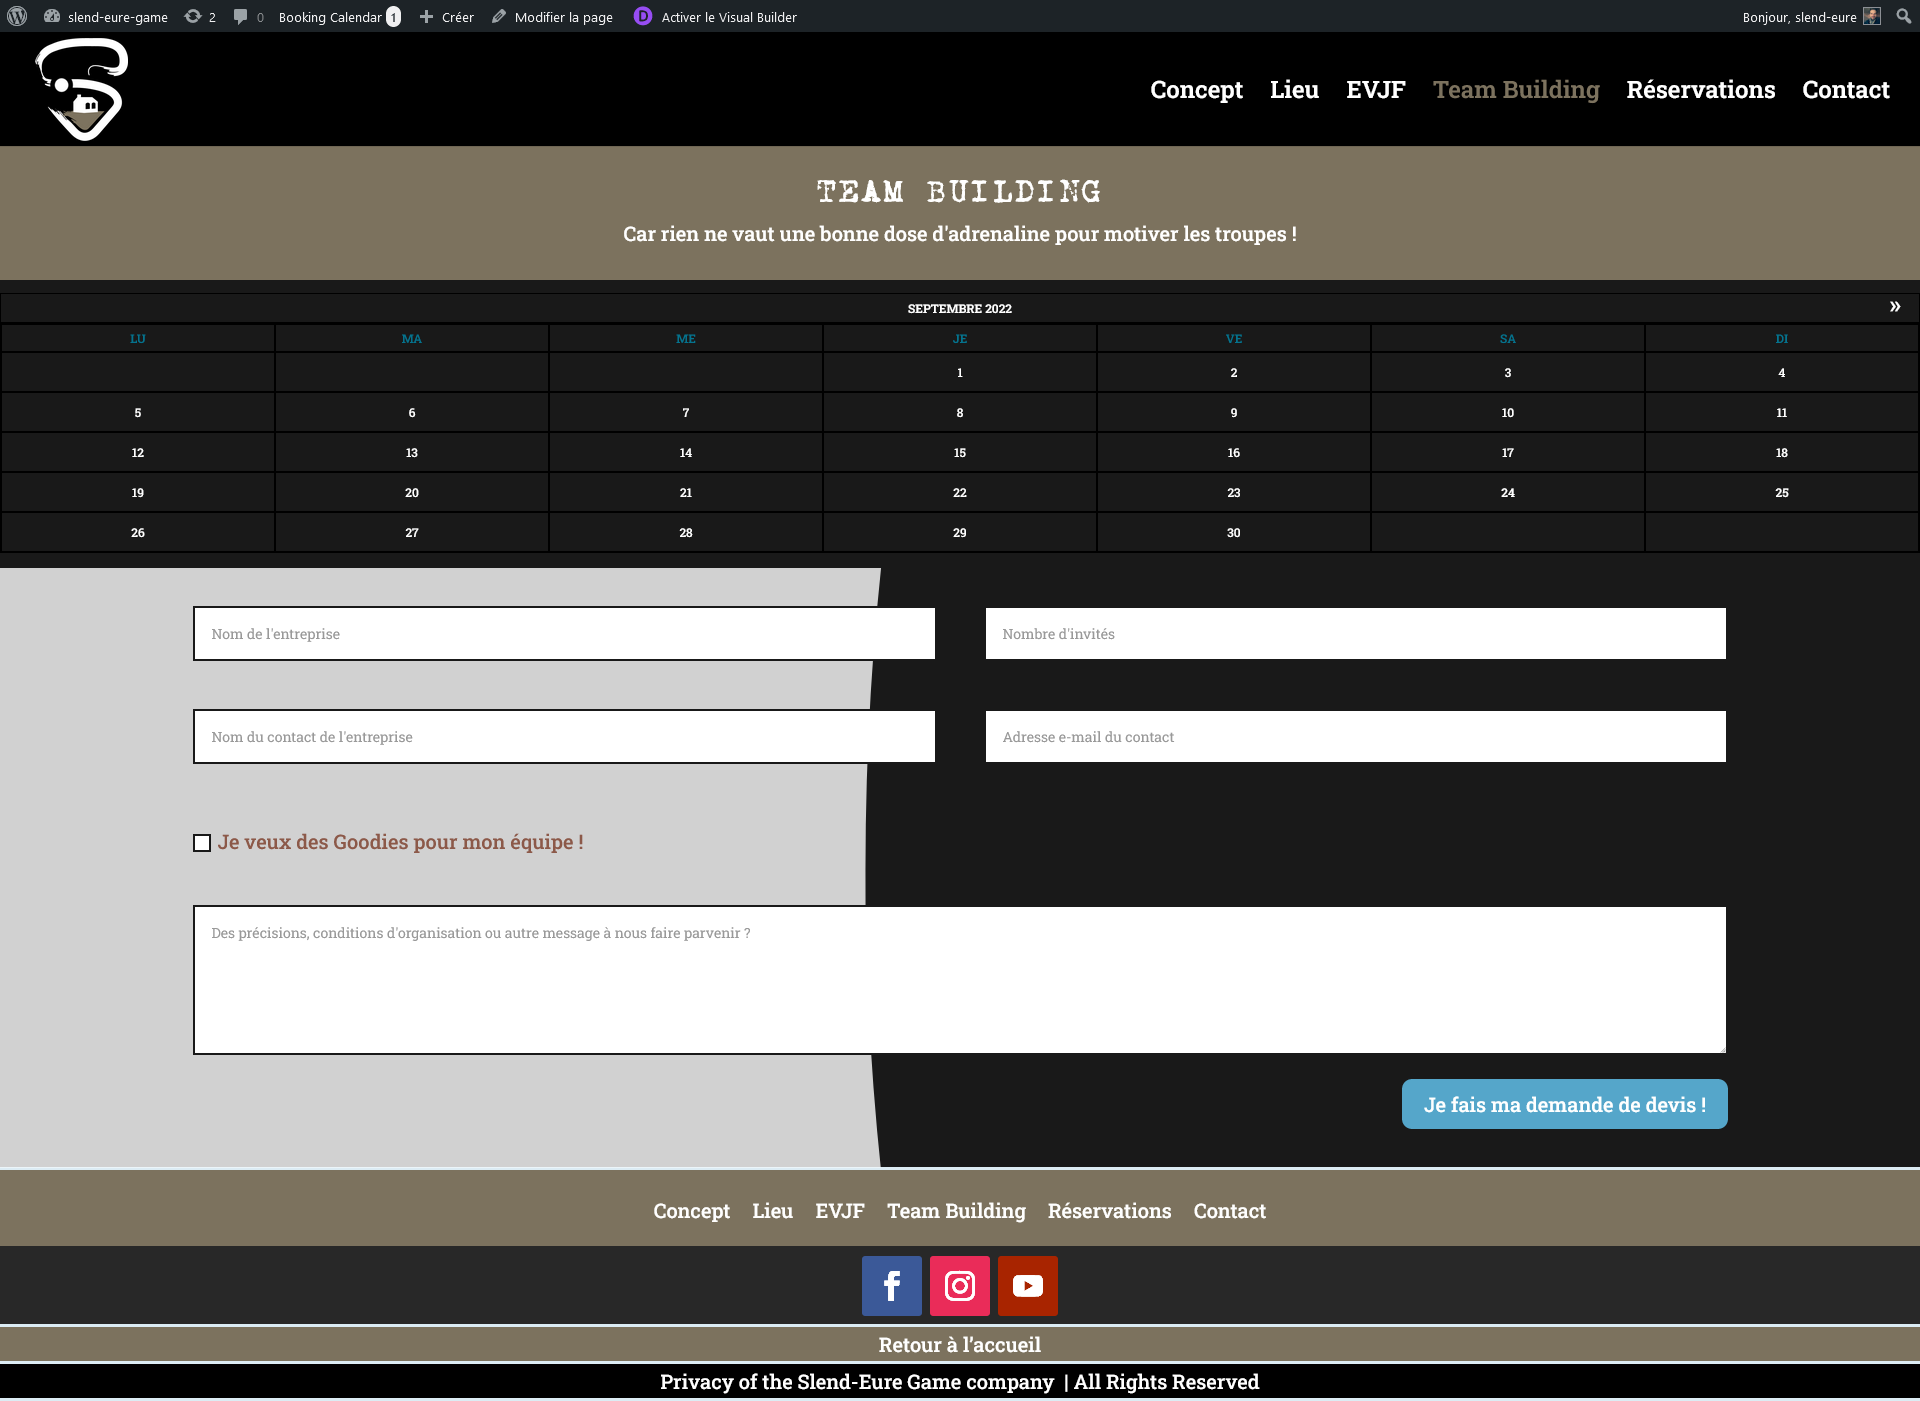 slend-eure-game 2 0 Booking Calendar 1 Créer Modifier la page D Activer le Visual Builder Bonjour, slend-eure
Concept Lieu EVJF Team Building Réservations Contact
TEAM BUILDING
Car rien ne vaut une bonne dose d'adrenaline pour motiver les troupes !
SEPTEMBRE 2022 »
LU MA ME JE VE SA DI
1 2 3 4
5 6 7 8 9 10 11
12 13 14 15 16 17 18
19 20 21 22 23 24 25
26 27 28 29 30
Nom de l'entreprise Nombre d'invités
Nom du contact de l'entreprise Adresse e-mail du contact
Je veux des Goodies pour mon équipe !
Des précisions, conditions d'organisation ou autre message à nous faire parvenir ?
Je fais ma demande de devis !
Concept Lieu EVJF Team Building Réservations Contact
Retour à l’accueil
Privacy of the Slend-Eure Game company | All Rights Reserved